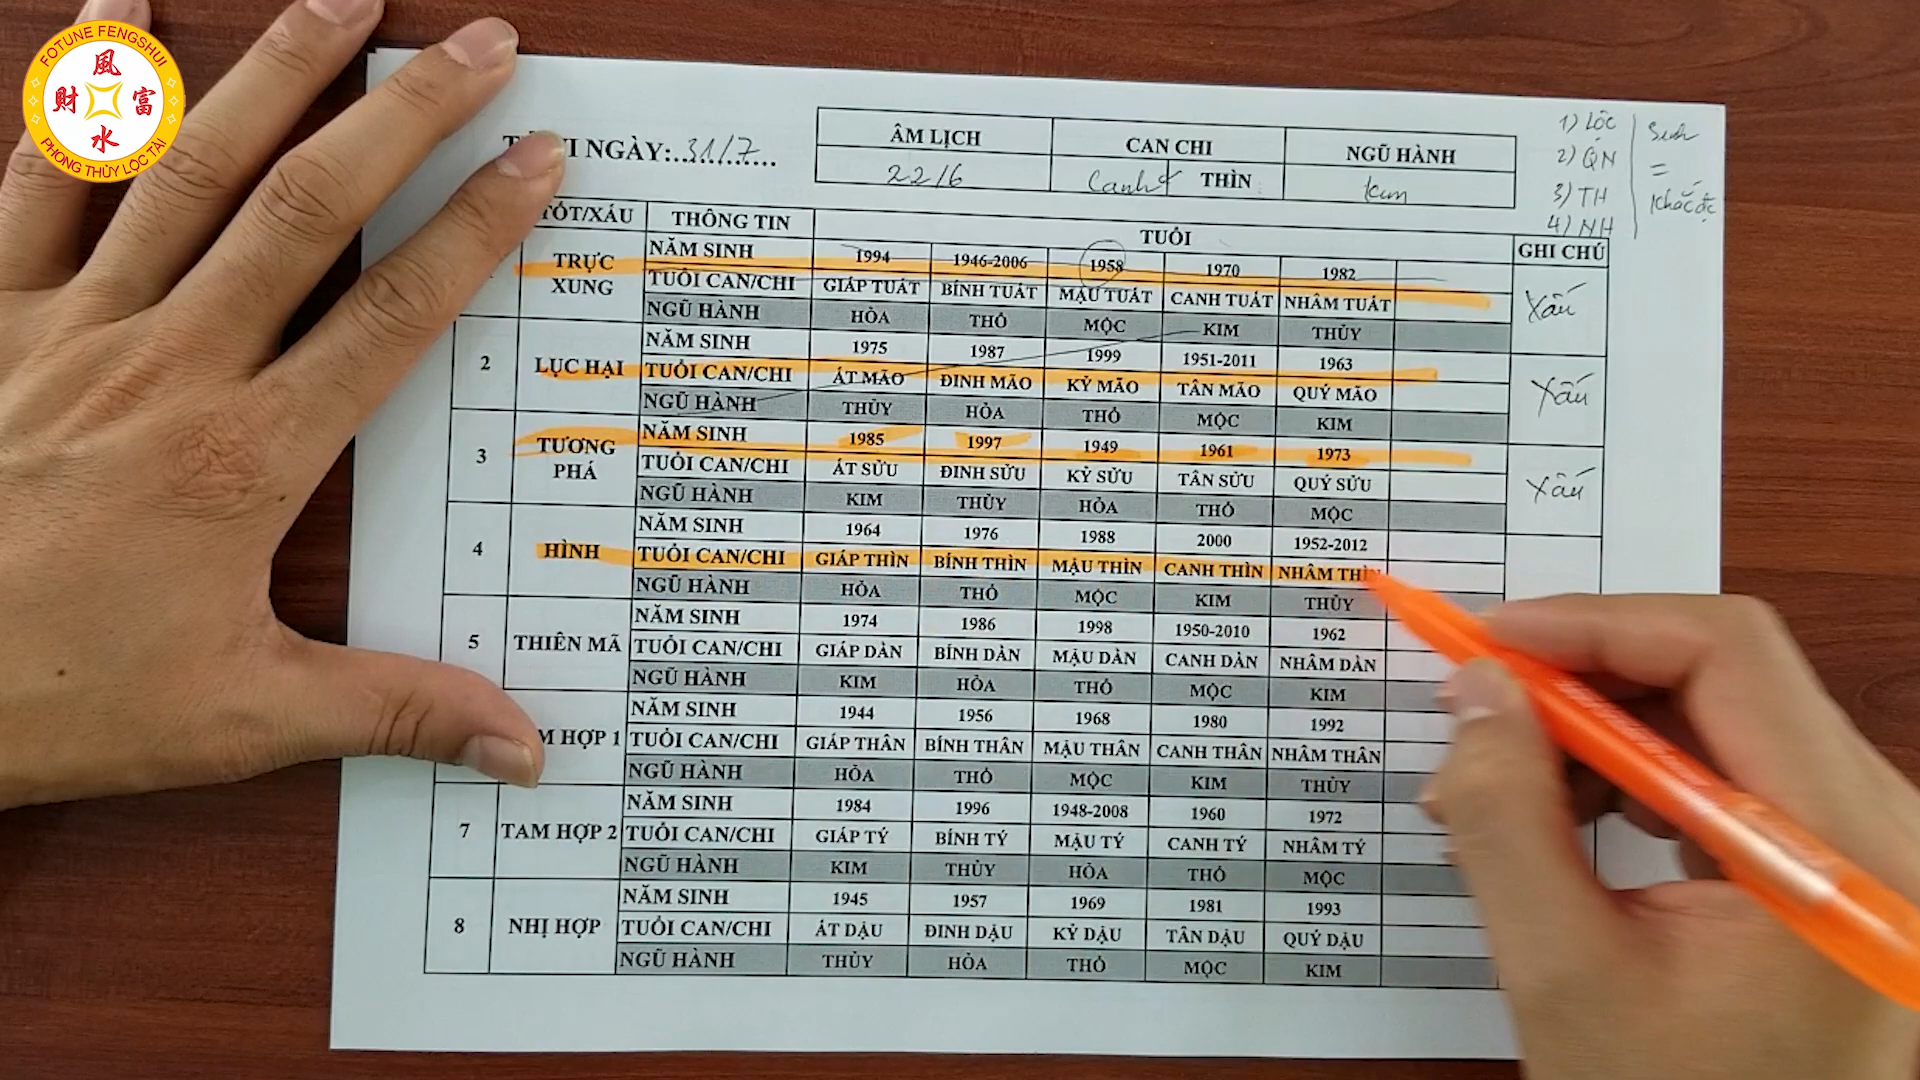 FOTUNE FENGSHUI
風
財 富
水
PHONG THỦY LỘC TÀI
VI NGÀY:.............. 31/7
ÂM LỊCH CAN CHI NGŨ HÀNH
22/6 Canh THÌN kim
1) LỘC
2) QN
3) TH
4) NH
Sinh
=
Khắc
TỐT/XẤU THÔNG TIN TUỔI GHI CHÚ
TRỰC XUNG NĂM SINH 1994 1946-2006 1958 1970 1982 Xấu
TUỔI CAN/CHI GIÁP TUẤT BÍNH TUẤT MẬU TUẤT CANH TUẤT NHÂM TUẤT
NGŨ HÀNH HỎA THỔ MỘC KIM THỦY
2 LỤC HẠI NĂM SINH 1975 1987 1999 1951-2011 1963 Xấu
TUỔI CAN/CHI ẤT MÃO ĐINH MÃO KỶ MÃO TÂN MÃO QUÝ MÃO
NGŨ HÀNH THỦY HỎA THỔ MỘC KIM
3 TƯƠNG PHÁ NĂM SINH 1985 1997 1949 1961 1973 Xấu
TUỔI CAN/CHI ẤT SỬU ĐINH SỬU KỶ SỬU TÂN SỬU QUÝ SỬU
NGŨ HÀNH KIM THỦY HỎA THỔ MỘC
4 HÌNH NĂM SINH 1964 1976 1988 2000 1952-2012
TUỔI CAN/CHI GIÁP THÌN BÍNH THÌN MẬU THÌN CANH THÌN NHÂM THÌN
NGŨ HÀNH HỎA THỔ MỘC KIM THỦY
5 THIÊN MÃ NĂM SINH 1974 1986 1998 1950-2010 1962
TUỔI CAN/CHI GIÁP DẦN BÍNH DẦN MẬU DẦN CANH DẦN NHÂM DẦN
NGŨ HÀNH KIM HỎA THỔ MỘC KIM
M HỢP 1 NĂM SINH 1944 1956 1968 1980 1992
TUỔI CAN/CHI GIÁP THÂN BÍNH THÂN MẬU THÂN CANH THÂN NHÂM THÂN
NGŨ HÀNH HỎA THỔ MỘC KIM THỦY
7 TAM HỢP 2 NĂM SINH 1984 1996 1948-2008 1960 1972
TUỔI CAN/CHI GIÁP TÝ BÍNH TÝ MẬU TÝ CANH TÝ NHÂM TÝ
NGŨ HÀNH KIM THỦY HỎA THỔ MỘC
8 NHỊ HỢP NĂM SINH 1945 1957 1969 1981 1993
TUỔI CAN/CHI ẤT DẬU ĐINH DẬU KỶ DẬU TÂN DẬU QUÝ DẬU
NGŨ HÀNH THỦY HỎA THỔ MỘC KIM